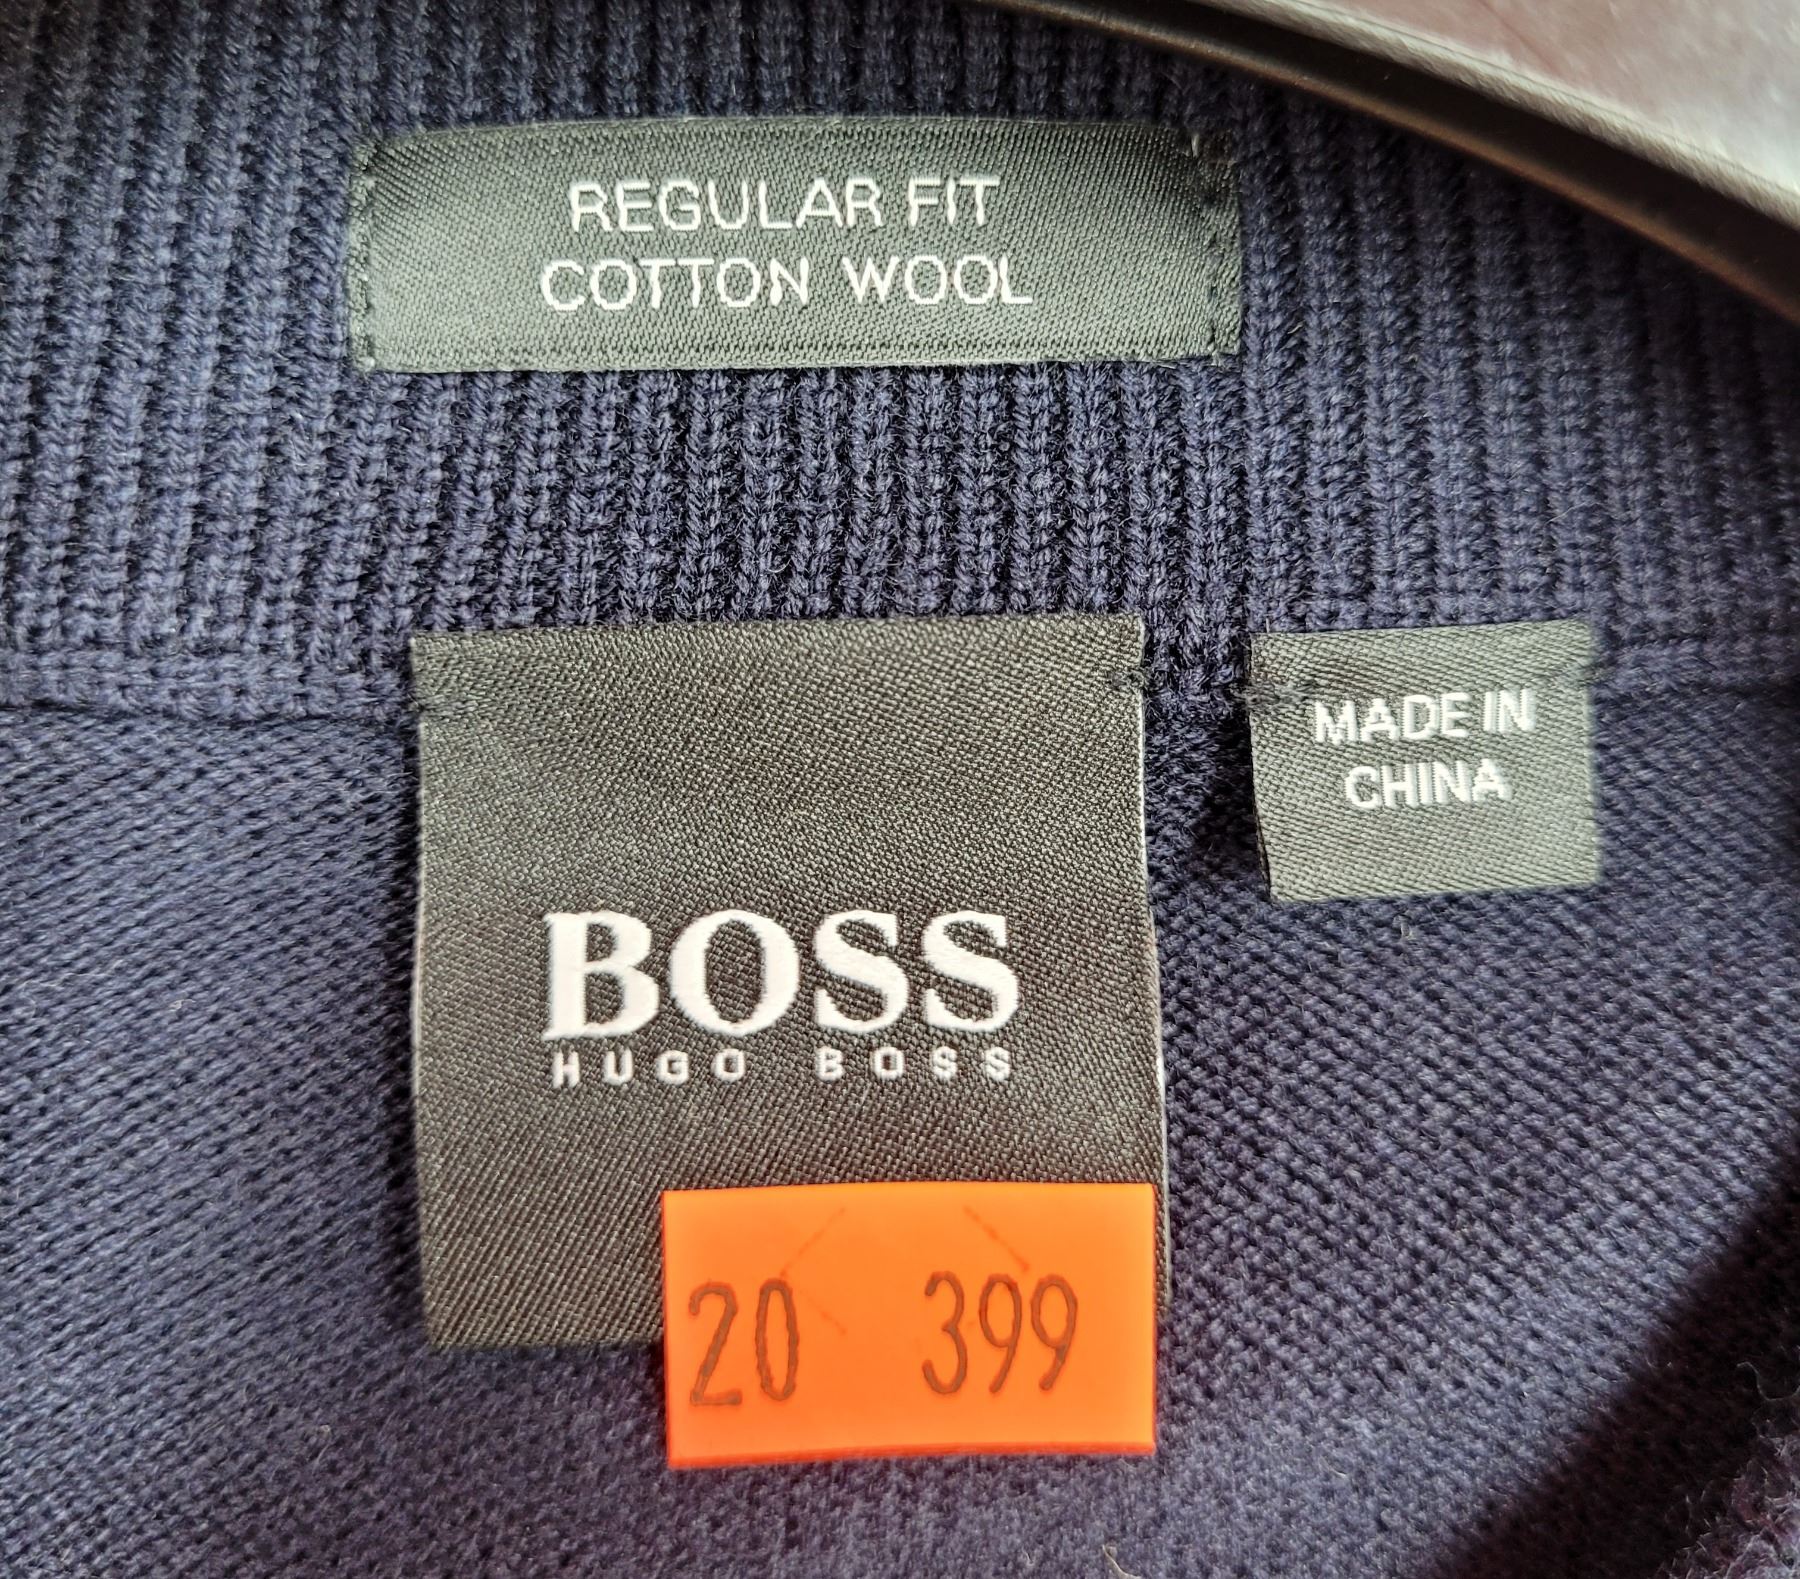 REGULAR FIT
COTTON WOOL
MADE IN
CHINA
BOSS
HUGO BOSS
20 399